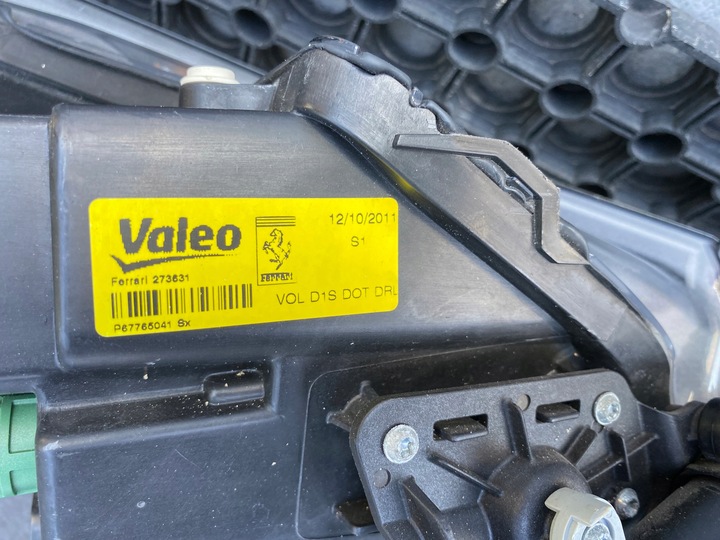 Valeo
Ferrari 273631
P67765041 Sx
Ferrari
12/10/2011
S1
VOL D1S DOT DRL